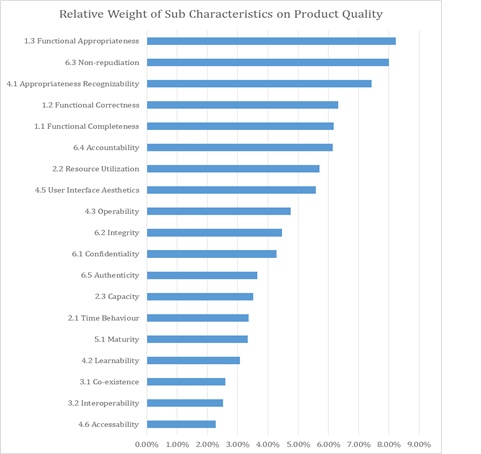 Relative Weight of Sub Characteristics on Product Quality
1.3 Functional Appropriateness
6.3 Non-repudiation
4.1 Appropriateness Recognizability
1.2 Functional Correctness
1.1 Functional Completeness
6.4 Accountability
2.2 Resource Utilization
4.5 User Interface Aesthetics
4.3 Operability
6.2 Integrity
6.1 Confidentiality
6.5 Authenticity
2.3 Capacity
2.1 Time Behaviour
5.1 Maturity
4.2 Learnability
3.1 Co-existence
3.2 Interoperability
4.6 Accessability
0.00% 1.00% 2.00% 3.00% 4.00% 5.00% 6.00% 7.00% 8.00% 9.00%